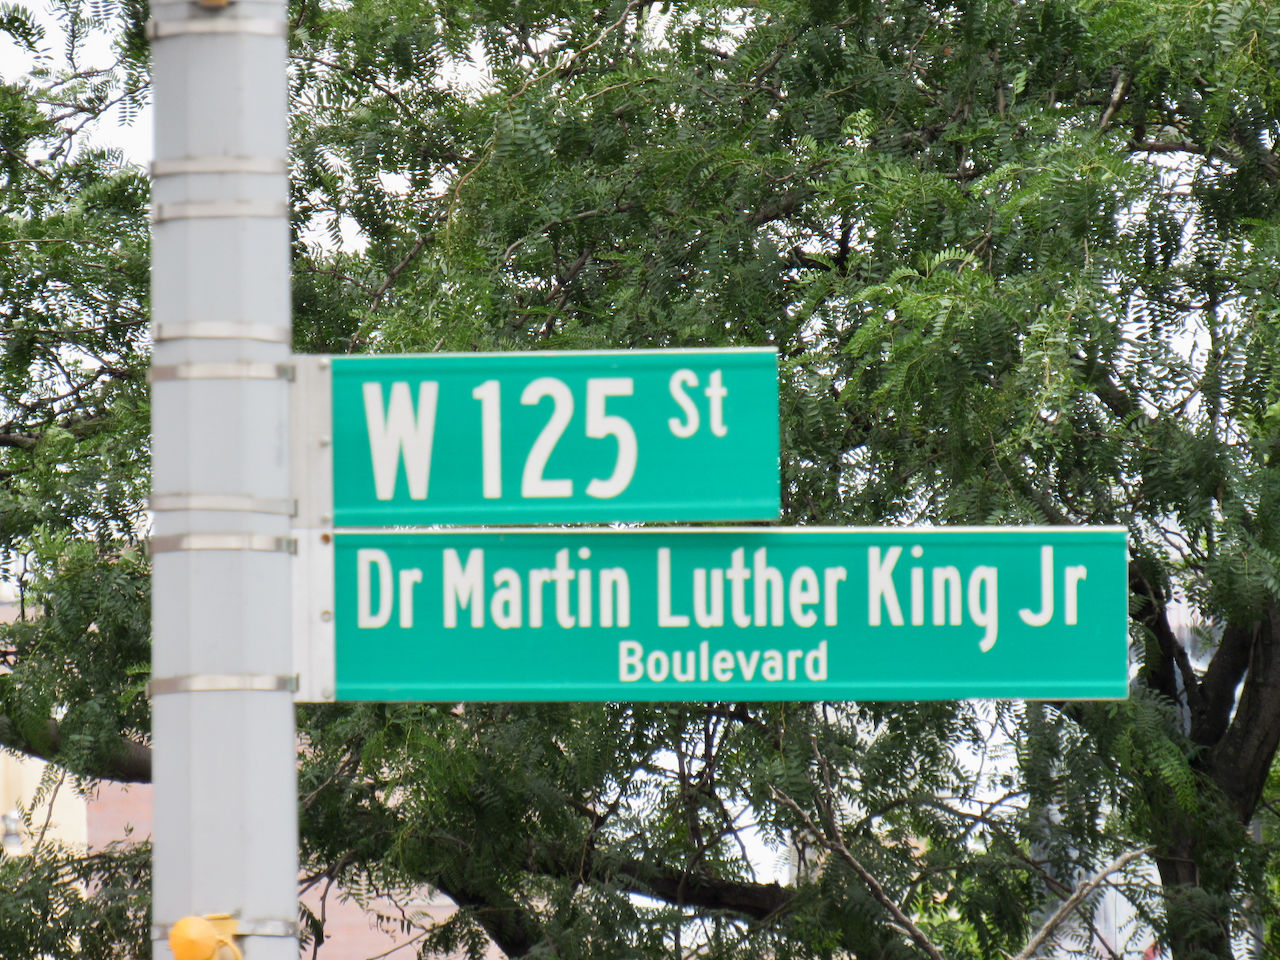 W 125 St
Dr Martin Luther King Jr
Boulevard